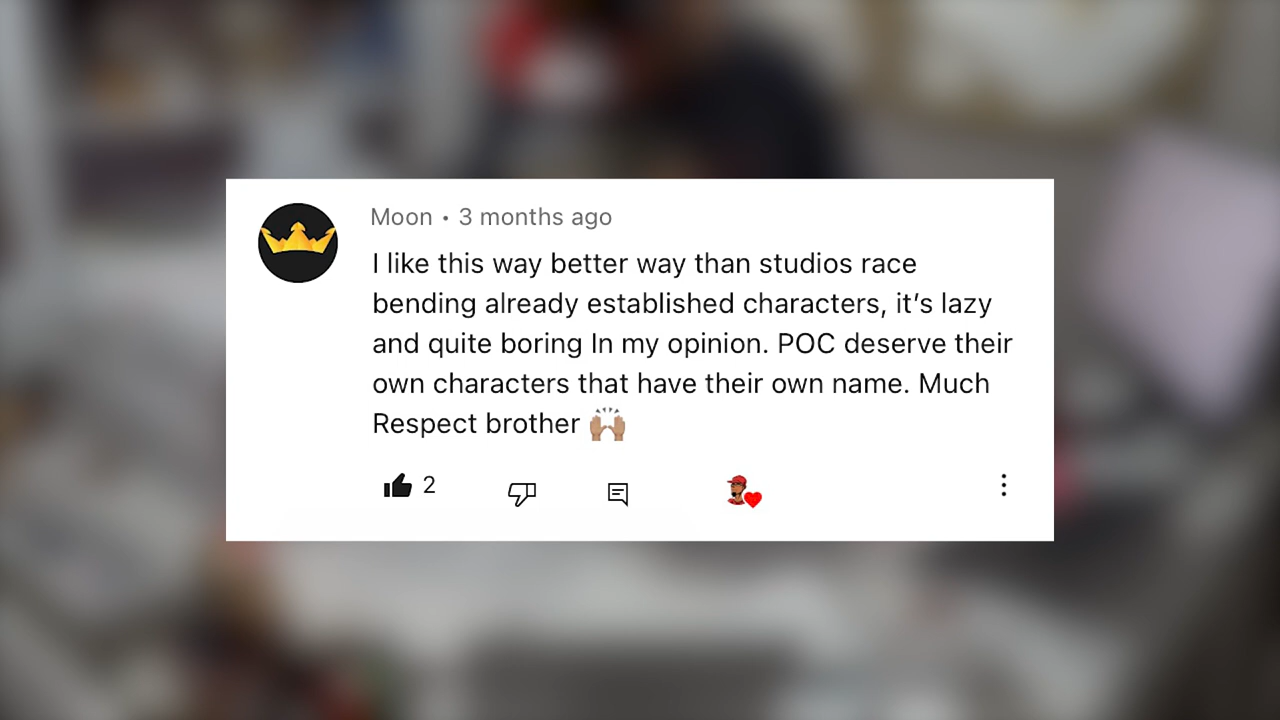 Moon • 3 months ago
I like this way better way than studios race
bending already established characters, it’s lazy
and quite boring In my opinion. POC deserve their
own characters that have their own name. Much
Respect brother 🙌🏽
2